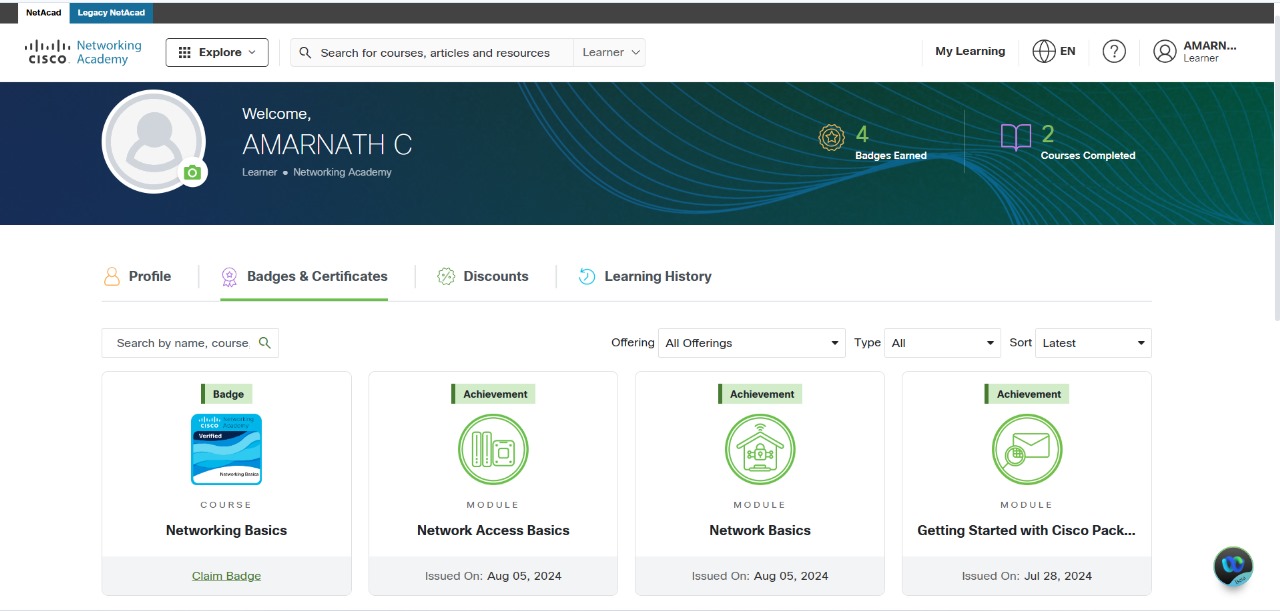 NetAcad
Legacy NetAcad
CISCO Networking Academy
Explore
Search for courses, articles and resources
Learner
My Learning
EN
?
AMARN...
Learner
Welcome,
AMARNATH C
Learner • Networking Academy
4
Badges Earned
2
Courses Completed
Profile
Badges & Certificates
Discounts
Learning History
Search by name, course
Offering All Offerings
Type All
Sort Latest
Badge
CISCO Networking Academy
Verified
Networking Basics
COURSE
Networking Basics
Claim Badge
Achievement
MODULE
Network Access Basics
Issued On: Aug 05, 2024
Achievement
MODULE
Network Basics
Issued On: Aug 05, 2024
Achievement
MODULE
Getting Started with Cisco Pack...
Issued On: Jul 28, 2024
beta